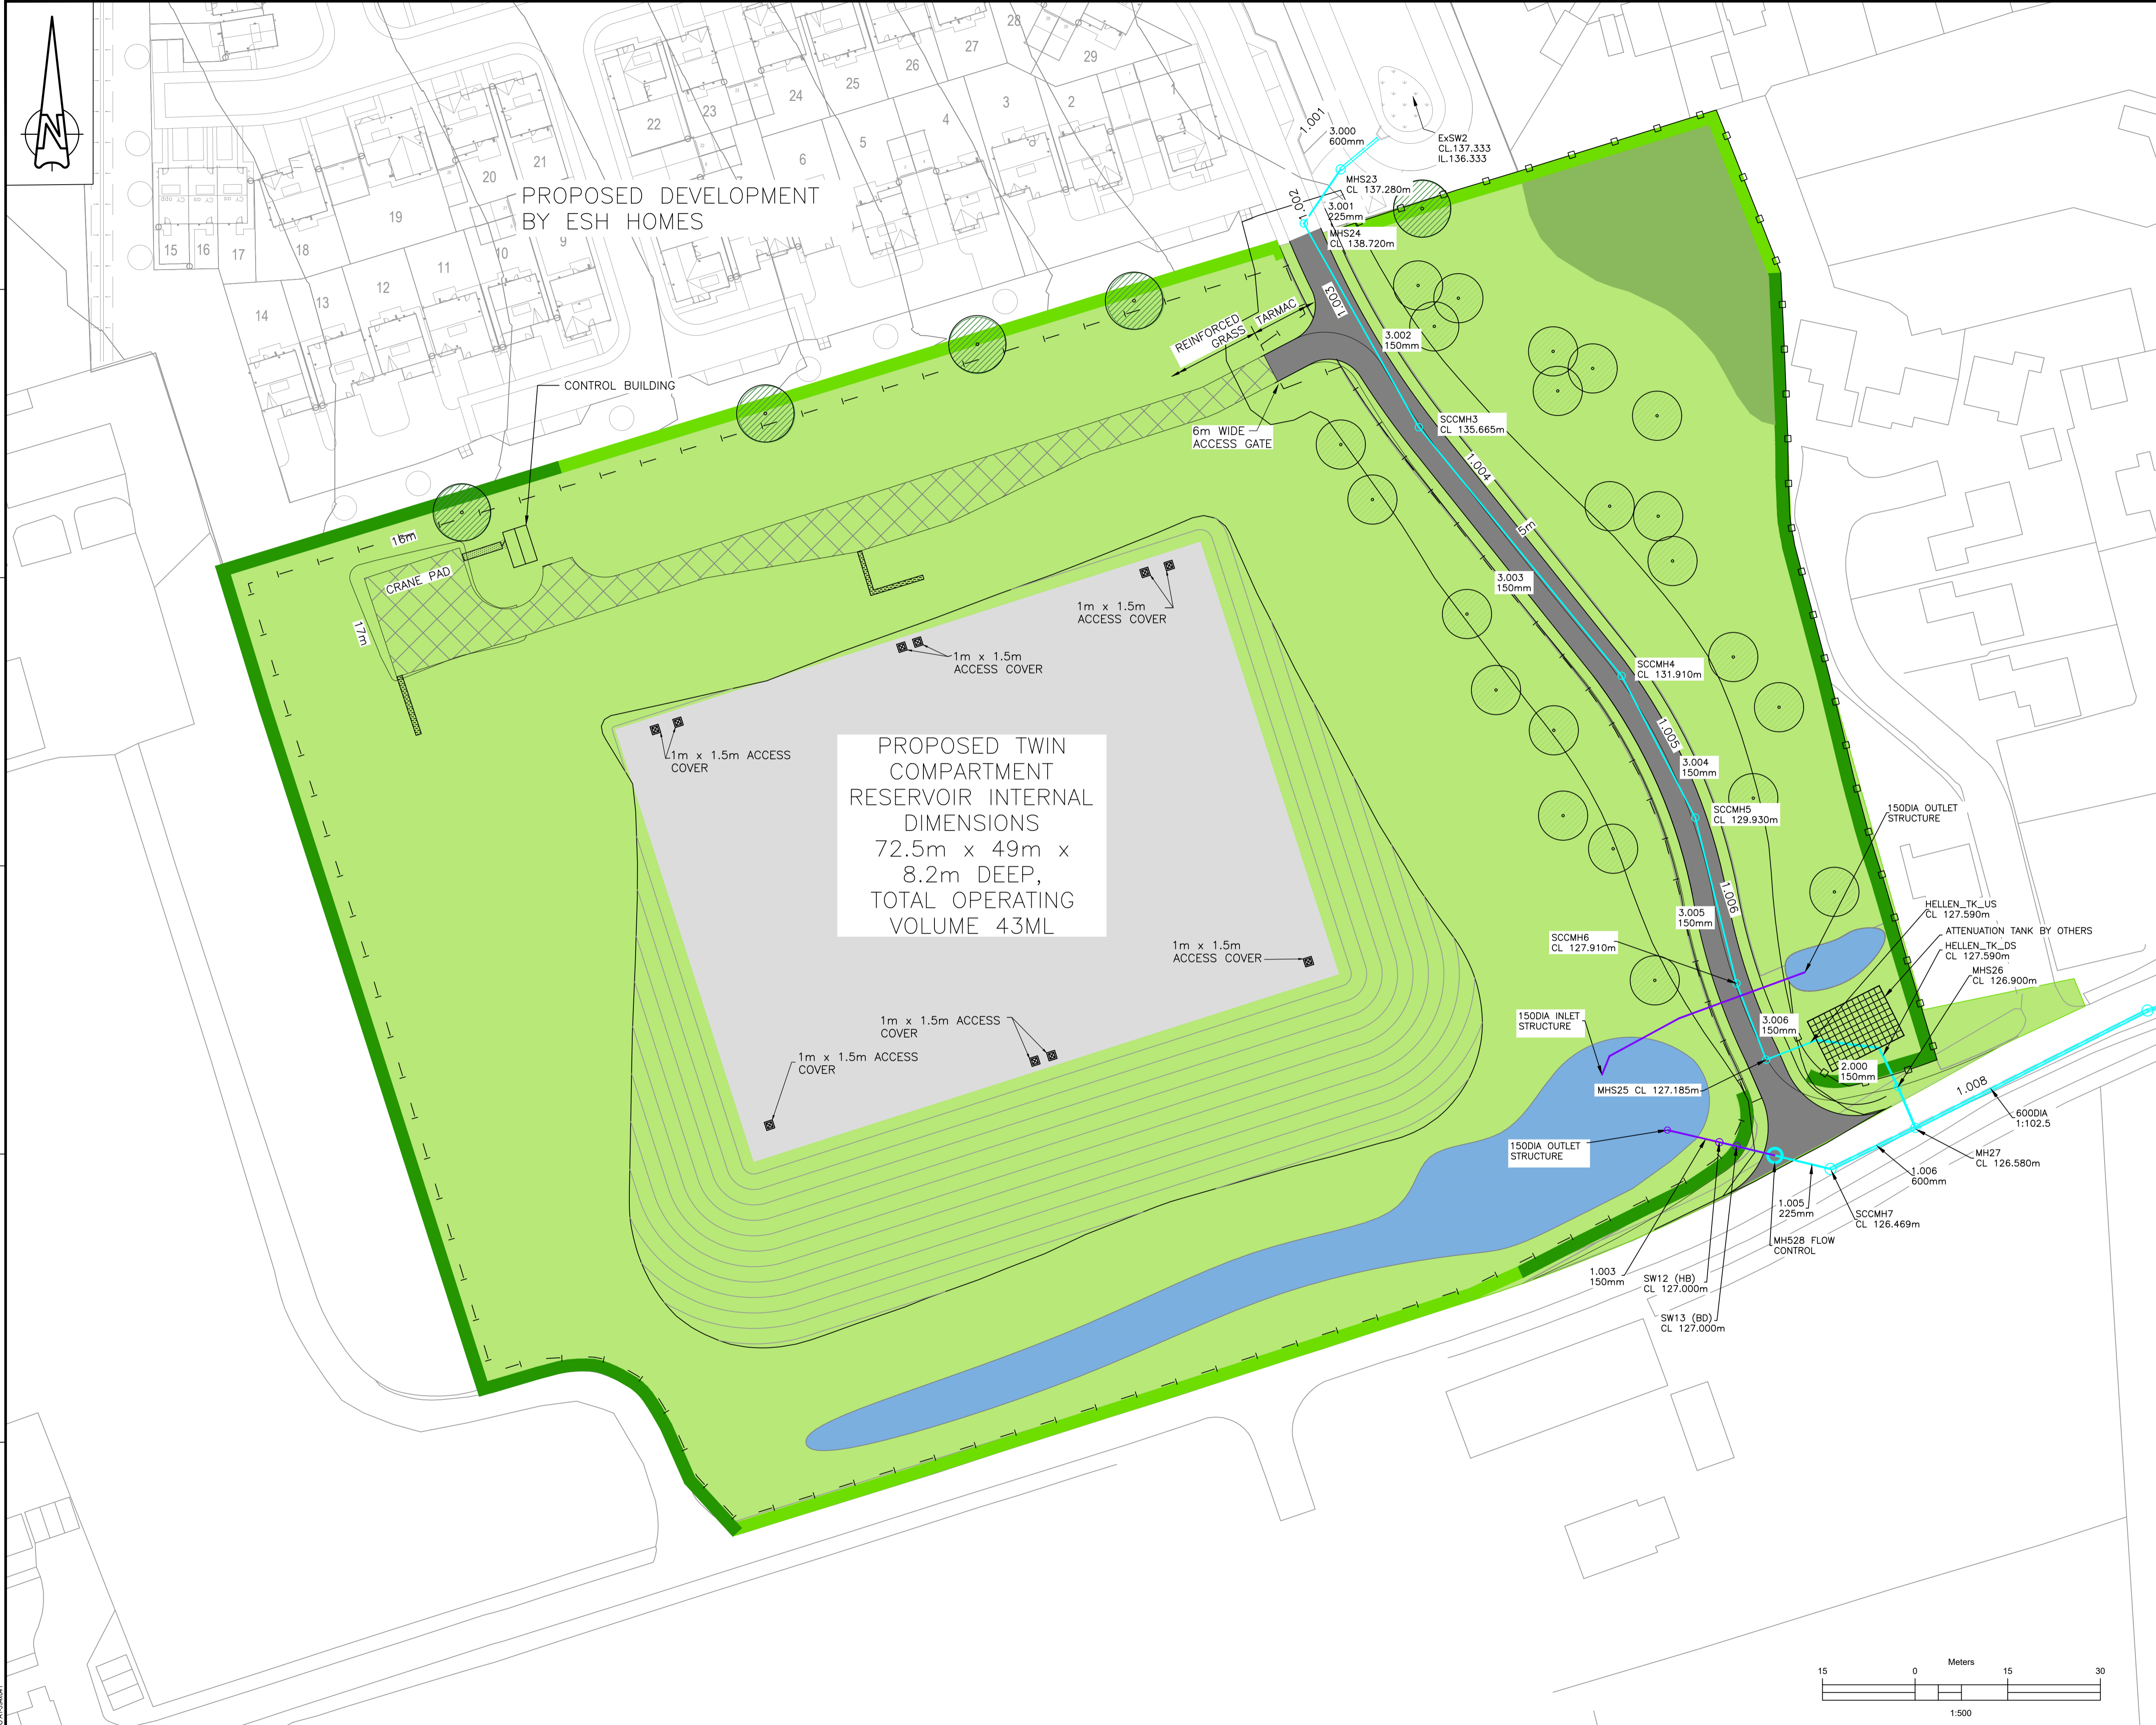 N
28
27
26
25
24
23
22
29
1
2
3
4
5
6
21
20
19
18
17
16
15
14
13
12
11
10
9
PROPOSED DEVELOPMENT
BY ESH HOMES
1.001
3.000
600mm
ExSW2
CL.137.333
IL.136.333
MHS23
CL 137.280m
1.002
3.001
225mm
MHS24
CL 138.720m
1.003
REINFORCED
GRASS
TARMAC
3.002
150mm
CONTROL BUILDING
6m WIDE
ACCESS GATE
SCCMH3
CL 135.665m
1.004
5m
16m
CRANE PAD
17m
3.003
150mm
1m x 1.5m
ACCESS COVER
1m x 1.5m
ACCESS COVER
1m x 1.5m ACCESS
COVER
SCCMH4
CL 131.910m
1.005
3.004
150mm
PROPOSED TWIN
COMPARTMENT
RESERVOIR INTERNAL
DIMENSIONS
72.5m x 49m x
8.2m DEEP,
TOTAL OPERATING
VOLUME 43ML
SCCMH5
CL 129.930m
150DIA OUTLET
STRUCTURE
1.006
3.005
150mm
HELLEN_TK_US
CL 127.590m
ATTENUATION TANK BY OTHERS
HELLEN_TK_DS
CL 127.590m
MHS26
CL 126.900m
SCCMH6
CL 127.910m
1m x 1.5m
ACCESS COVER
1m x 1.5m ACCESS
COVER
1m x 1.5m ACCESS
COVER
150DIA INLET
STRUCTURE
3.006
150mm
2.000
150mm
MHS25 CL 127.185m
1.008
600DIA
1:102.5
150DIA OUTLET
STRUCTURE
MH27
CL 126.580m
1.006
600mm
1.005
225mm
SCCMH7
CL 126.469m
MH528 FLOW
CONTROL
1.003
150mm
SW12 (HB)
CL 127.000m
SW13 (BD)
CL 127.000m
Meters
15 0 15 30
1:500